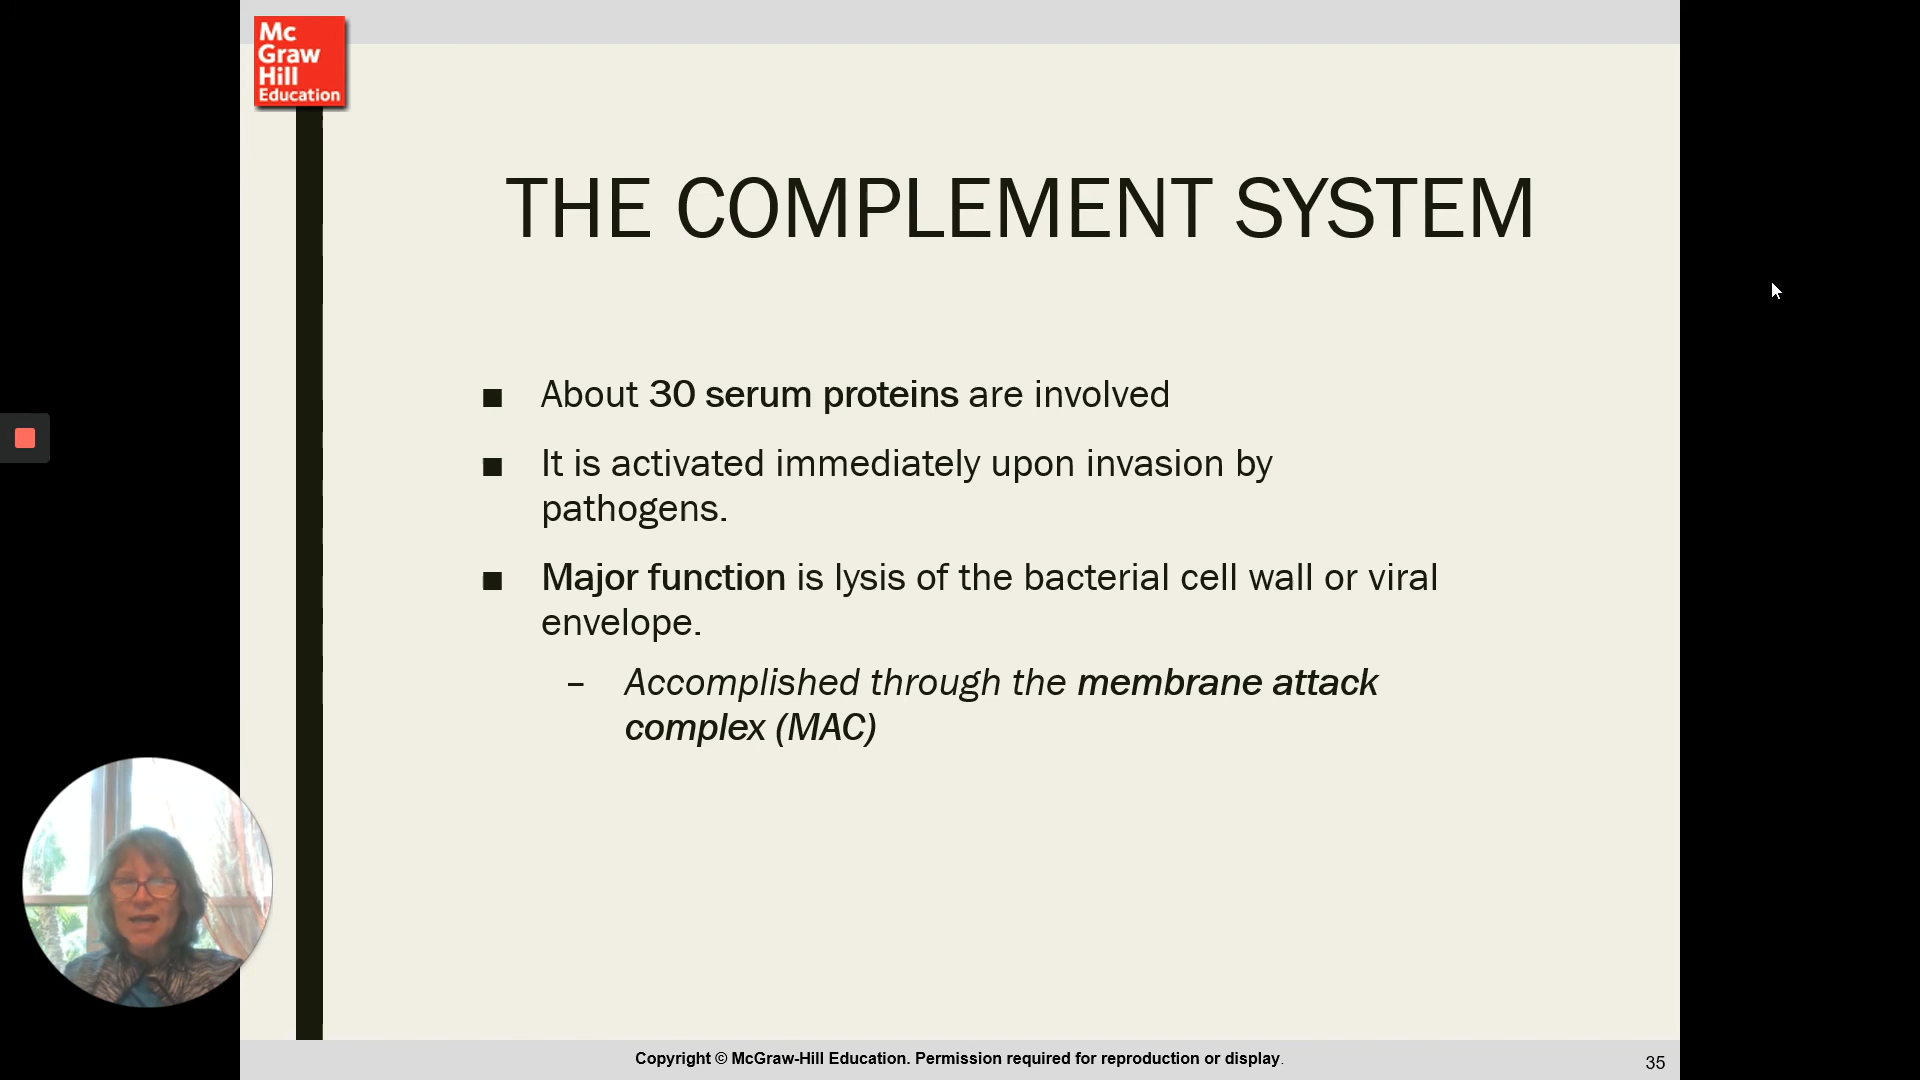 Mc
Graw
Hill
Education
THE COMPLEMENT SYSTEM
■ About 30 serum proteins are involved
■ It is activated immediately upon invasion by
pathogens.
■ Major function is lysis of the bacterial cell wall or viral
envelope.
– Accomplished through the membrane attack
complex (MAC)
Copyright © McGraw-Hill Education. Permission required for reproduction or display.
35